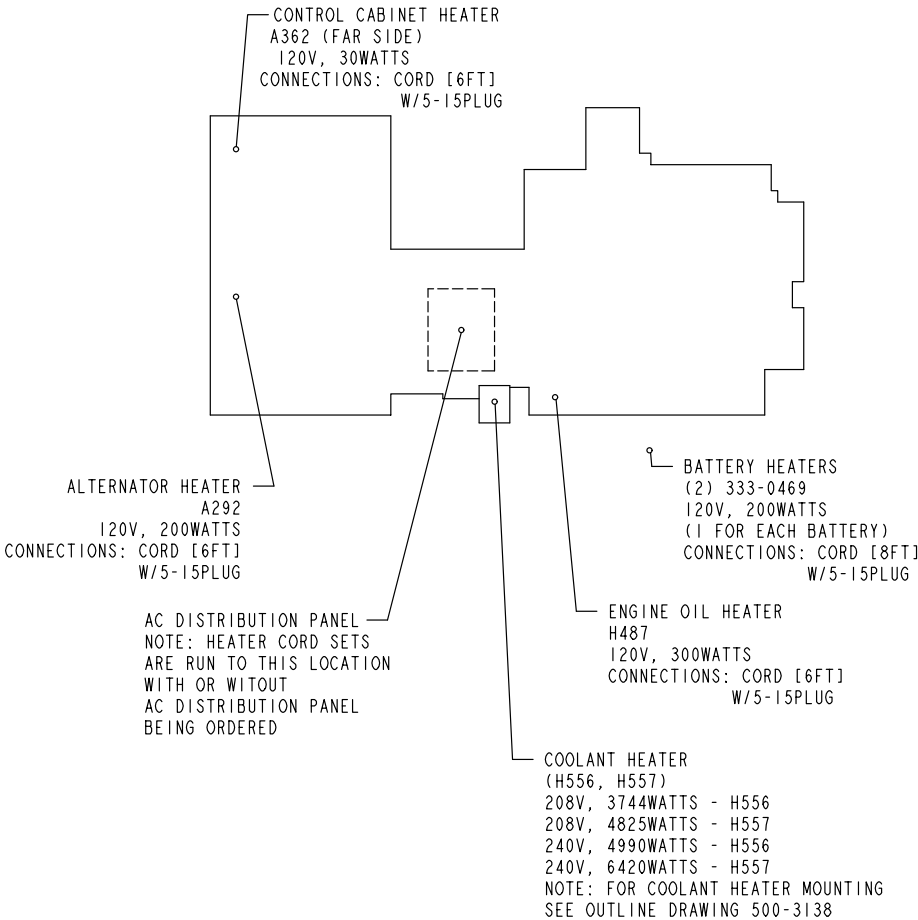 CONTROL CABINET HEATER
A362 (FAR SIDE)
120V, 30WATTS
CONNECTIONS: CORD [6FT]
W/5-15PLUG
ALTERNATOR HEATER
A292
120V, 200WATTS
CONNECTIONS: CORD [6FT]
W/5-15PLUG
BATTERY HEATERS
(2) 333-0469
120V, 200WATTS
(1 FOR EACH BATTERY)
CONNECTIONS: CORD [8FT]
W/5-15PLUG
AC DISTRIBUTION PANEL
NOTE: HEATER CORD SETS
ARE RUN TO THIS LOCATION
WITH OR WITOUT
AC DISTRIBUTION PANEL
BEING ORDERED
ENGINE OIL HEATER
H487
120V, 300WATTS
CONNECTIONS: CORD [6FT]
W/5-15PLUG
COOLANT HEATER
(H556, H557)
208V, 3744WATTS - H556
208V, 4825WATTS - H557
240V, 4990WATTS - H556
240V, 6420WATTS - H557
NOTE: FOR COOLANT HEATER MOUNTING
SEE OUTLINE DRAWING 500-3138